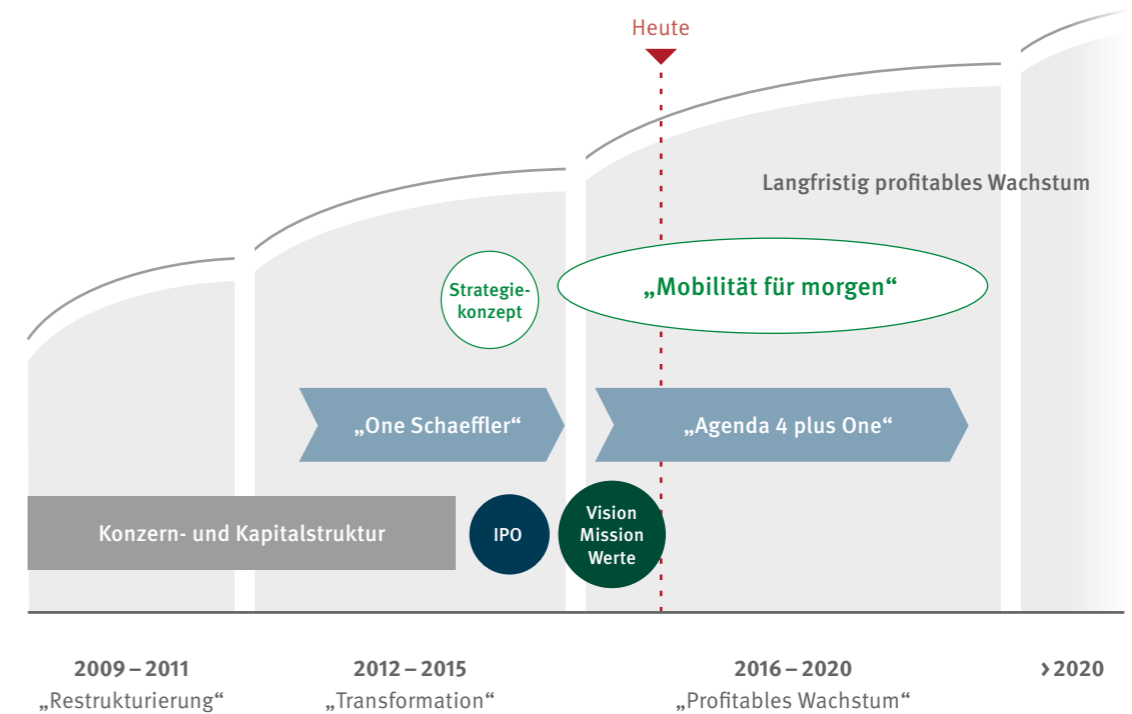 Heute
Langfristig profitables Wachstum
Strategie-
konzept
„Mobilität für morgen“
„One Schaeffler“
„Agenda 4 plus One“
Konzern- und Kapitalstruktur
IPO
Vision
Mission
Werte
2009 – 2011
„Restrukturierung“
2012 – 2015
„Transformation“
2016 – 2020
„Profitables Wachstum“
>2020